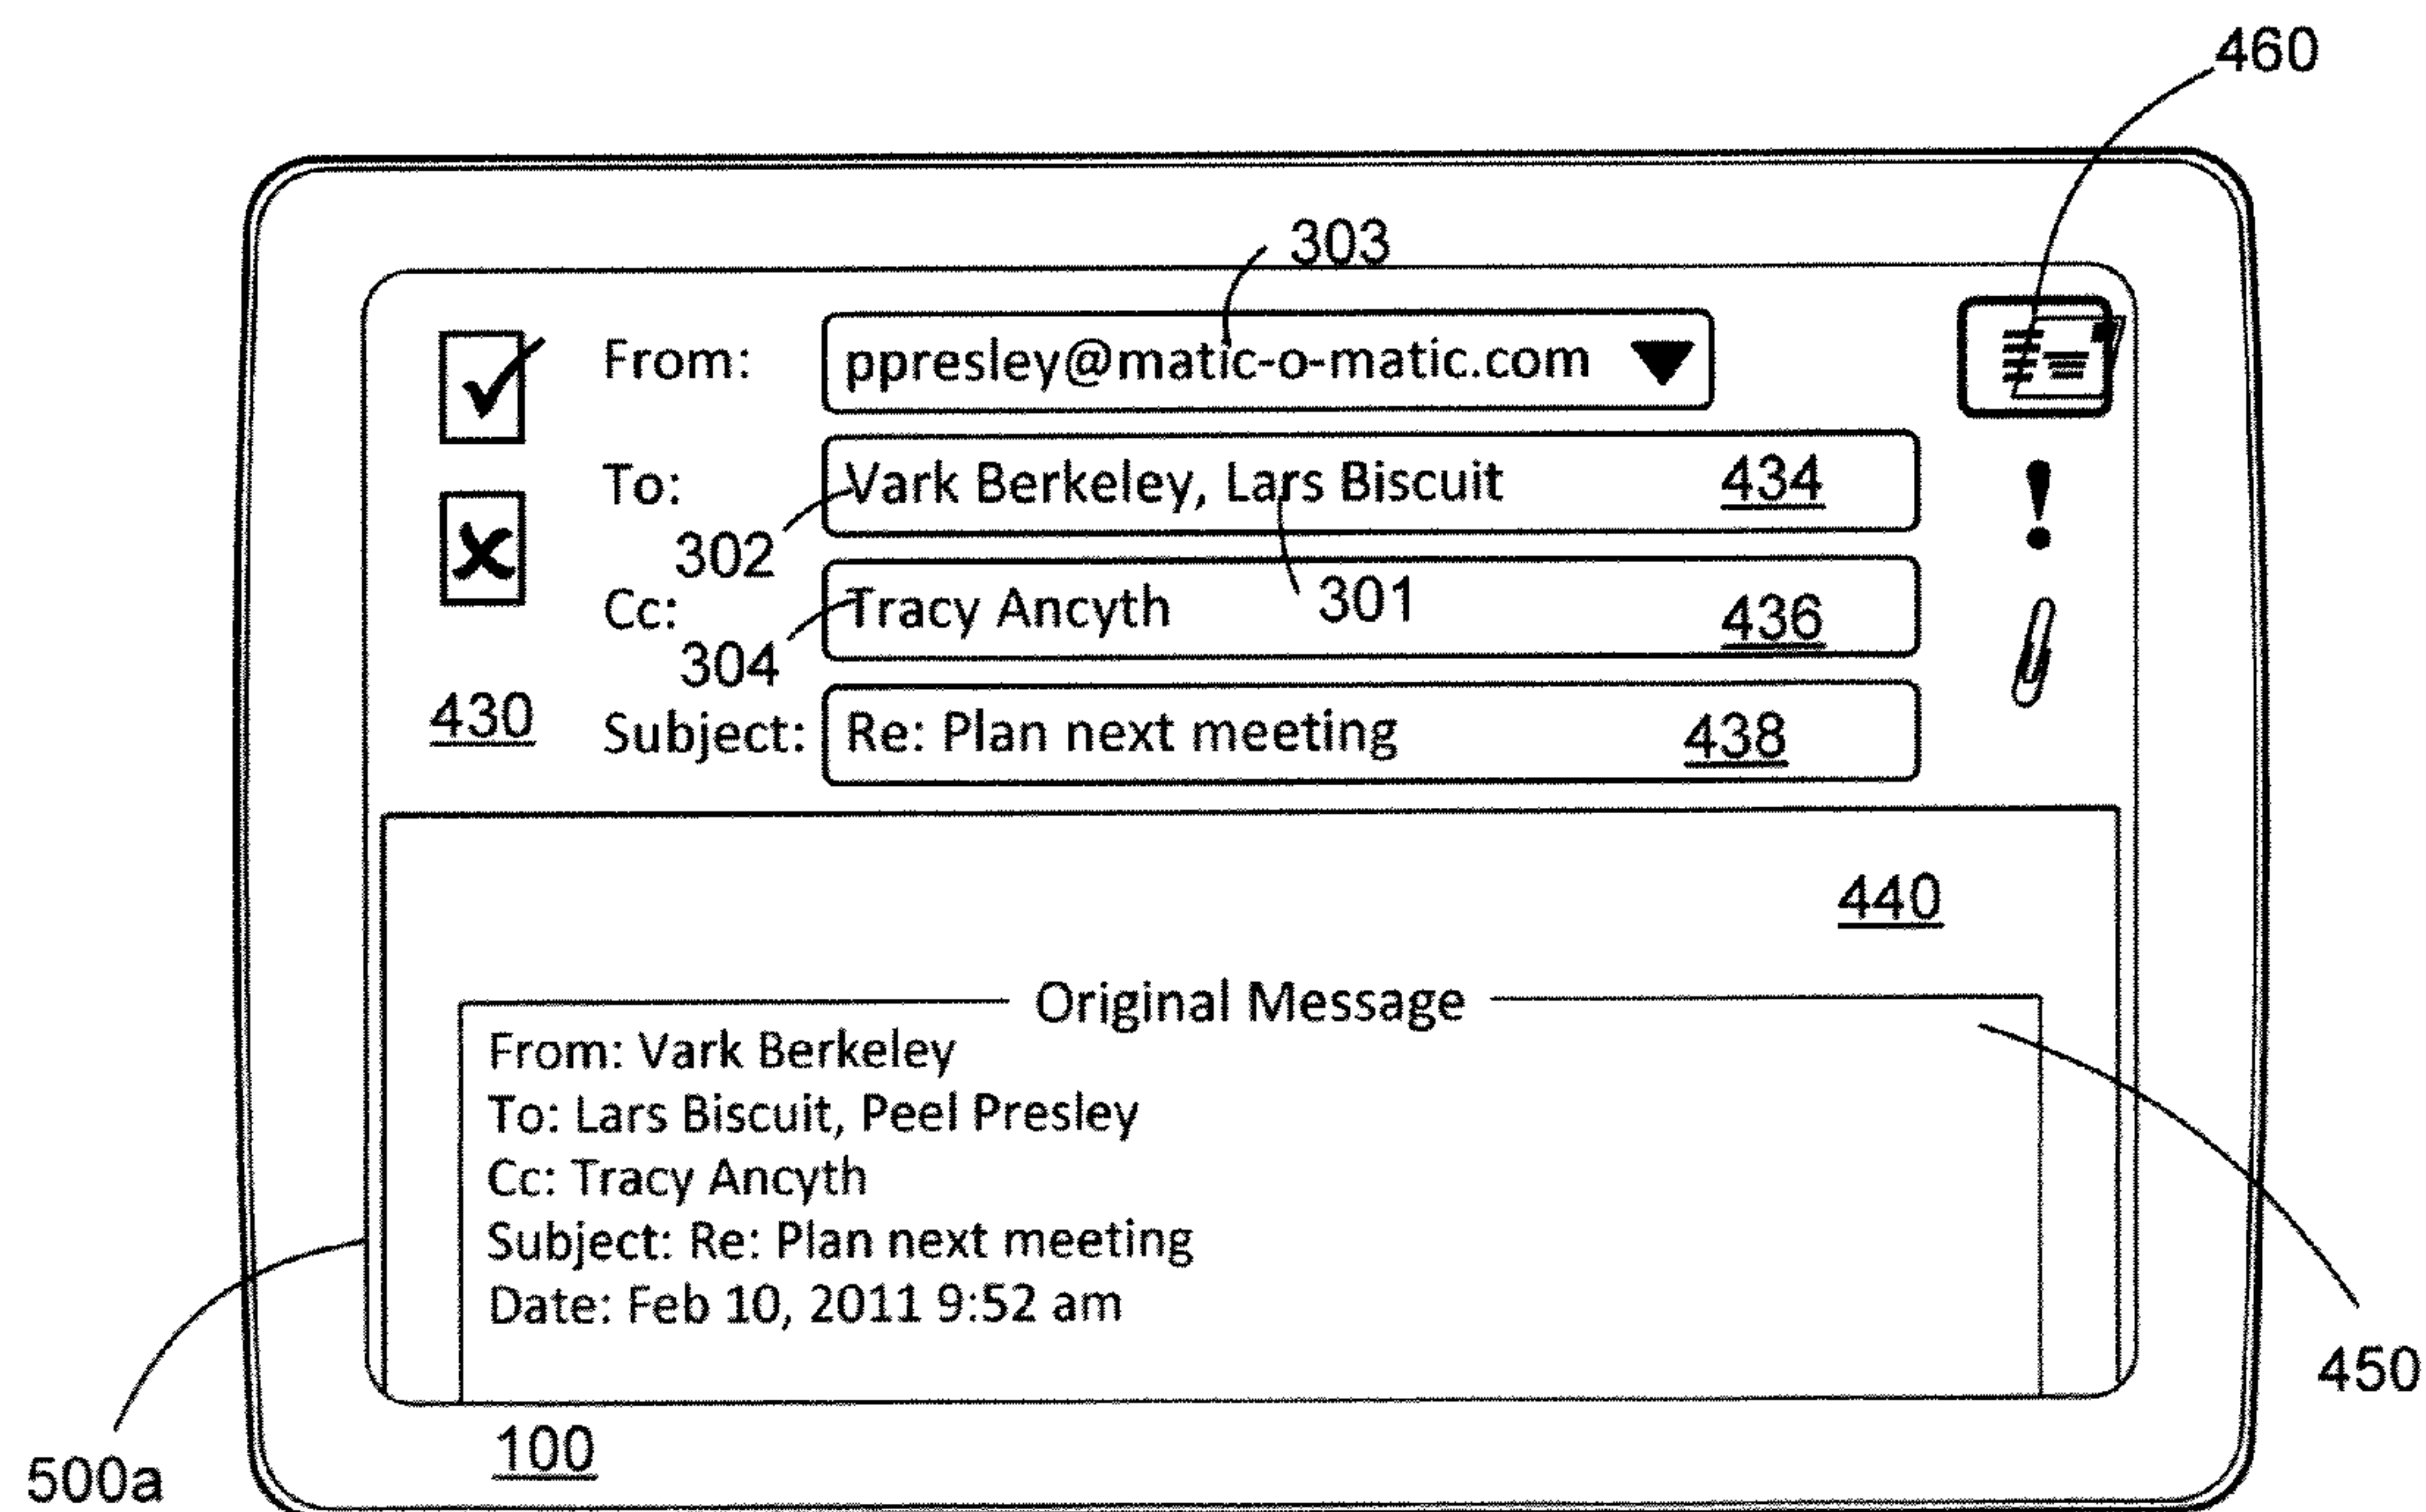 460
303
From: ppresley@matic-o-matic.com
To: Vark Berkeley, Lars Biscuit 434
302
301
Cc: Tracy Ancyth 436
304
430
Subject: Re: Plan next meeting 438
440
Original Message
From: Vark Berkeley
To: Lars Biscuit, Peel Presley
Cc: Tracy Ancyth
Subject: Re: Plan next meeting
Date: Feb 10, 2011 9:52 am
450
100
500a